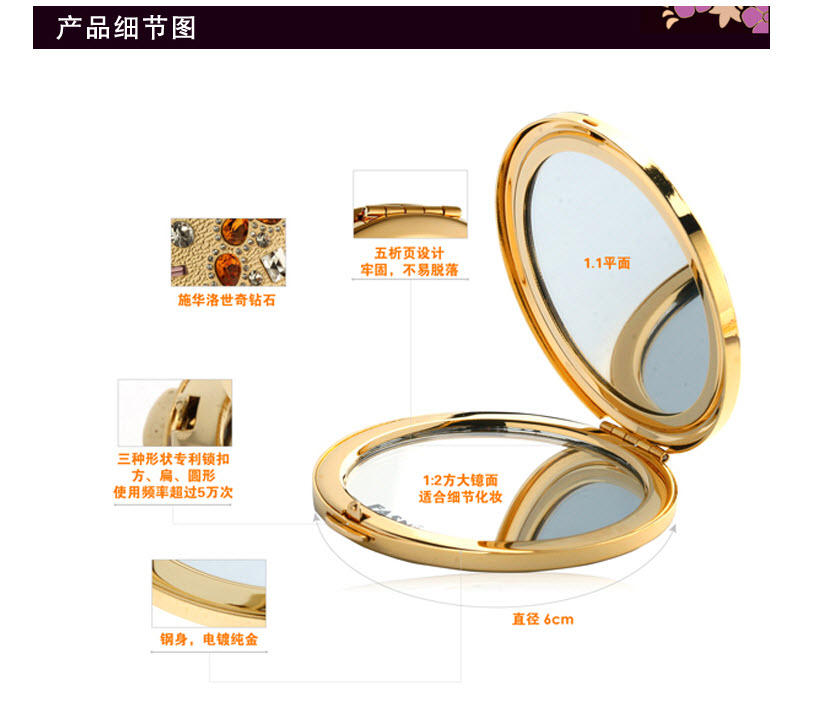 产品细节图
五析页设计
牢固，不易脱落
1.1平面
施华洛世奇钻石
三种形状专利锁扣
方、扁、圆形
使用频率超过5万次
1:2方大镱面
适合细节化妆
直径 6cm
钢身，电镀纯金